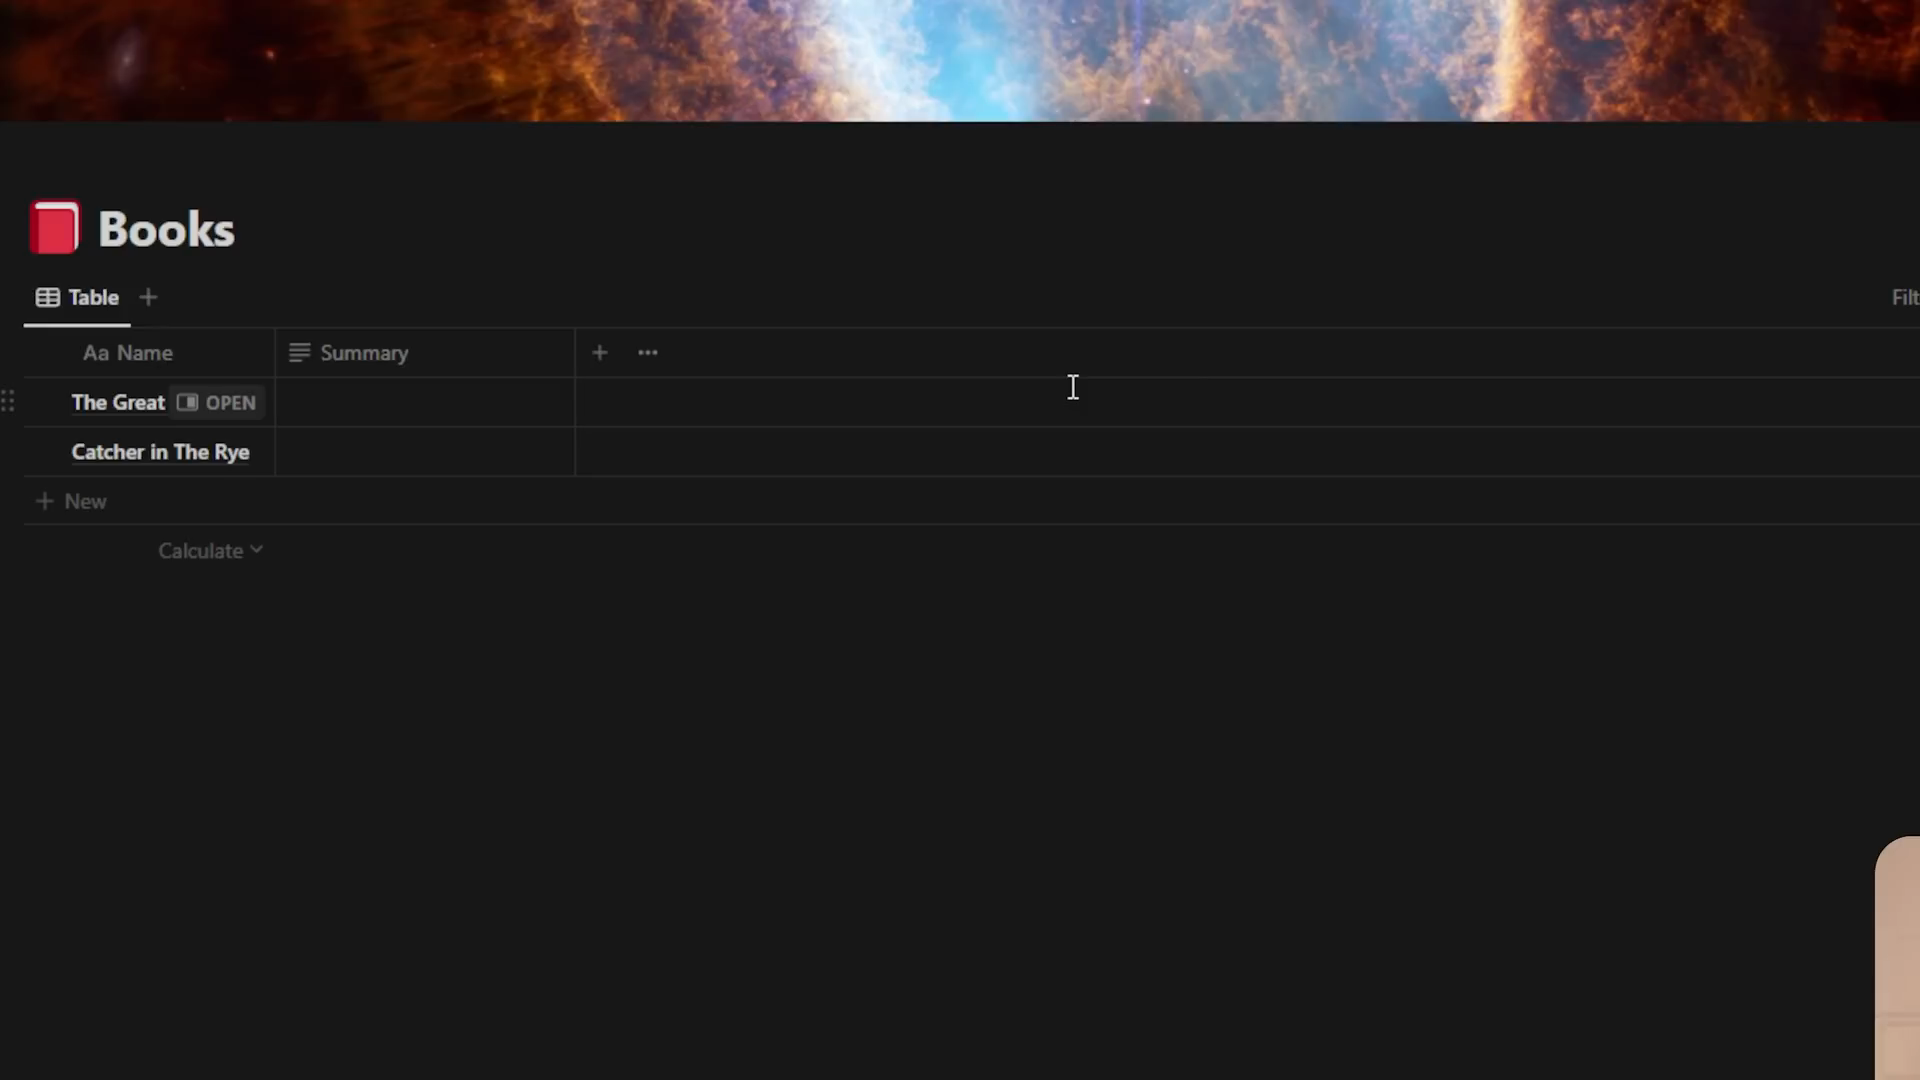 Books
Table
Filt
Aa Name Summary
The Great OPEN
Catcher in The Rye
New
Calculate